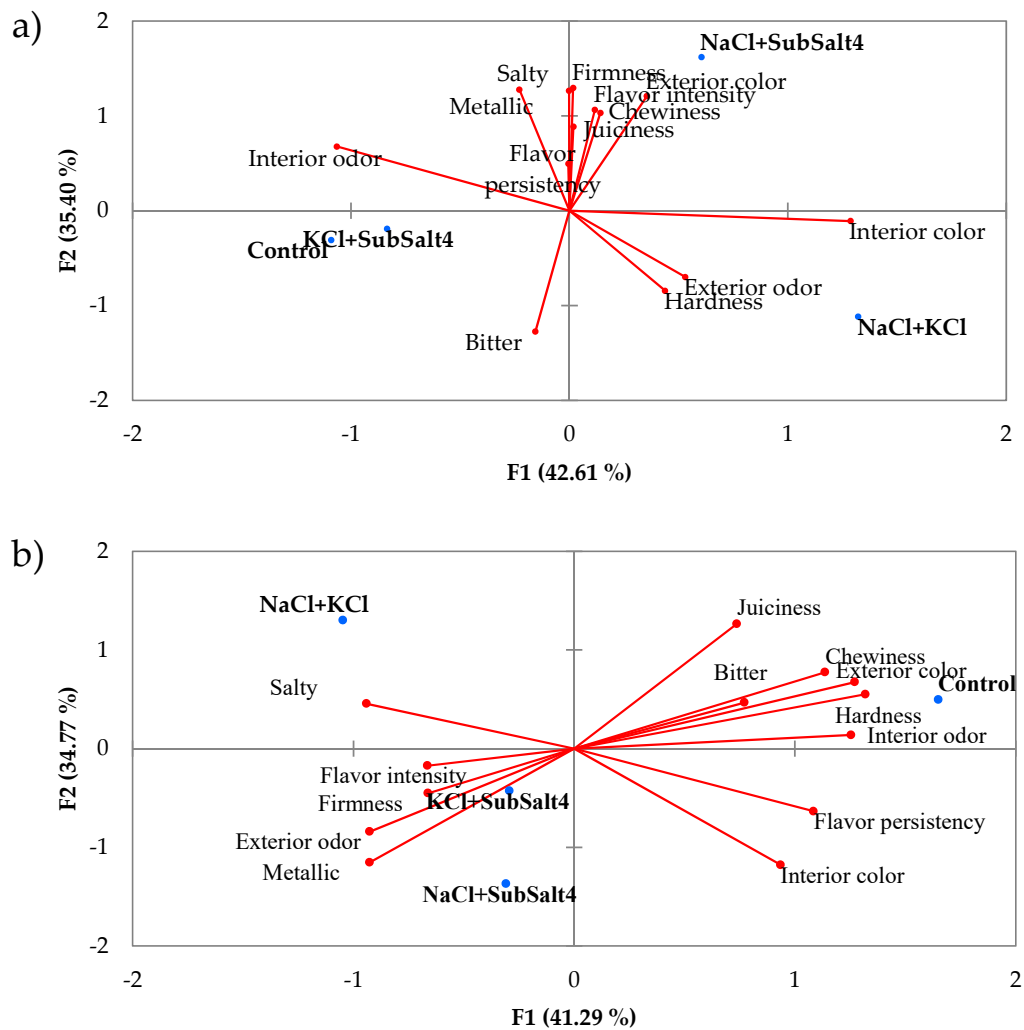 a)
2
NaCl+SubSalt4
Salty
Firmness
Exterior color
Metallic
Flavor intensity
1
Chewiness
Juiciness
Interior odor
Flavor
persistency
F2 (35.40 %)
0
Interior color
Control
KCl+SubSalt4
Exterior odor
Hardness
-1
NaCl+KCl
Bitter
-2
-2
-1
0
1
2
F1 (42.61 %)
b)
2
NaCl+KCl
Juiciness
1
Chewiness
Salty
Bitter
Exterior color
Control
Hardness
F2 (34.77 %)
0
Interior odor
Flavor intensity
Firmness
KCl+SubSalt4
Flavor persistency
Exterior odor
-1
Metallic
Interior color
NaCl+SubSalt4
-2
-2
-1
0
1
2
F1 (41.29 %)